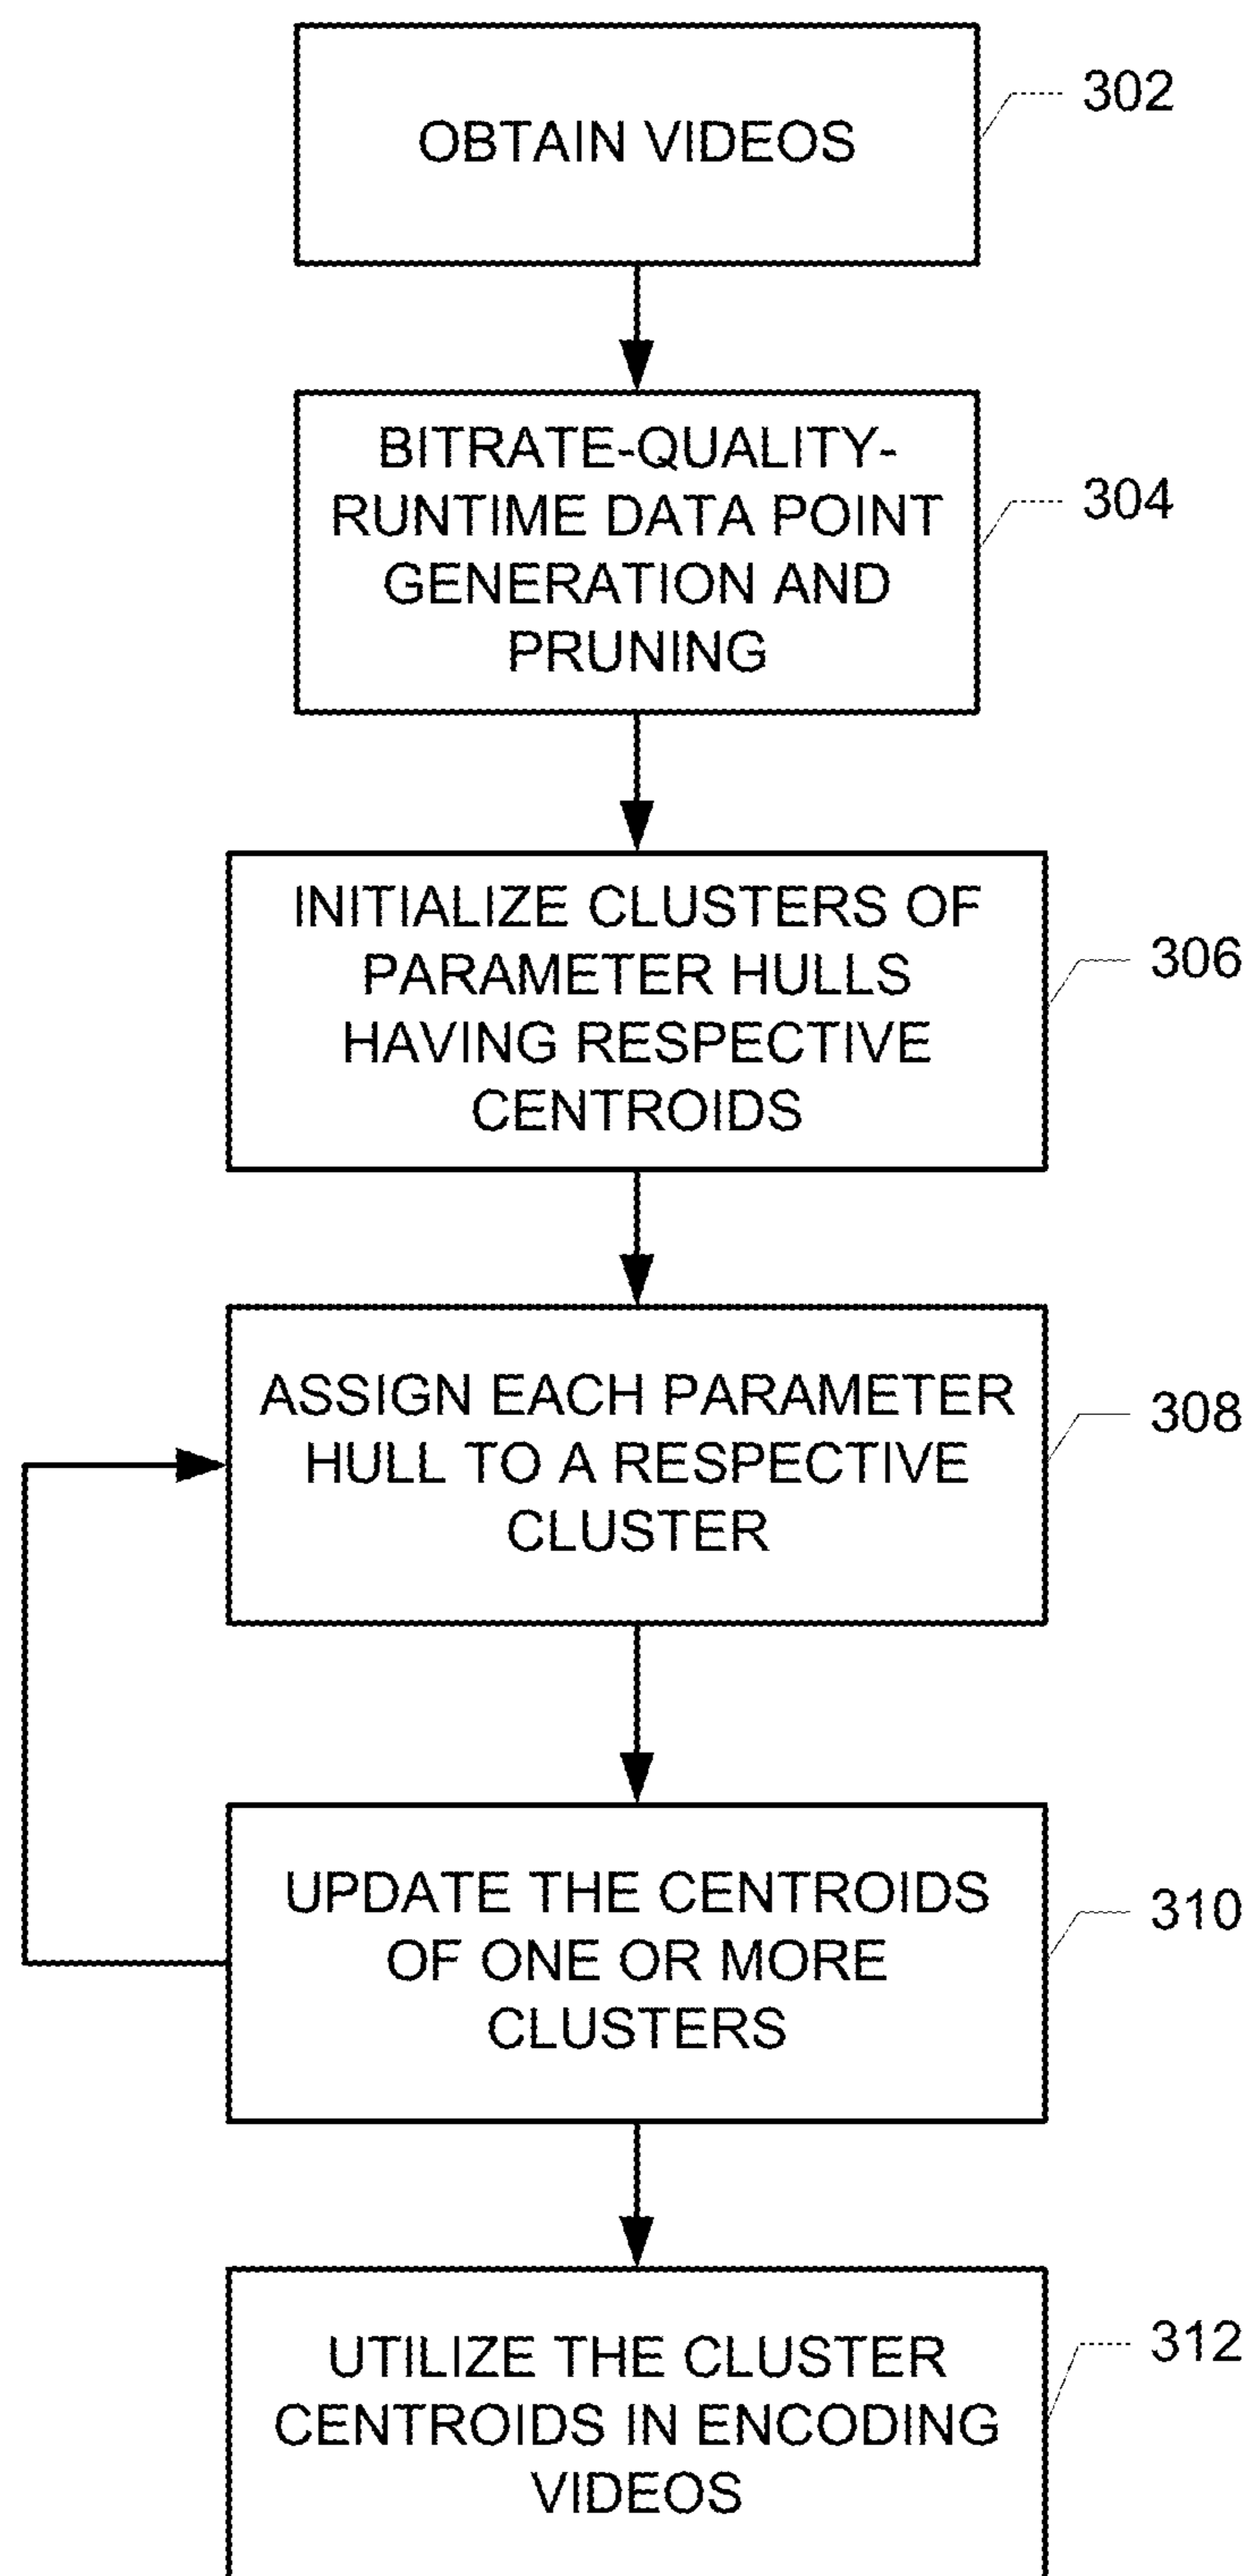 OBTAIN VIDEOS
302
BITRATE-QUALITY-
RUNTIME DATA POINT
GENERATION AND
PRUNING
304
INITIALIZE CLUSTERS OF
PARAMETER HULLS
HAVING RESPECTIVE
CENTROIDS
306
ASSIGN EACH PARAMETER
HULL TO A RESPECTIVE
CLUSTER
308
UPDATE THE CENTROIDS
OF ONE OR MORE
CLUSTERS
310
UTILIZE THE CLUSTER
CENTROIDS IN ENCODING
VIDEOS
312